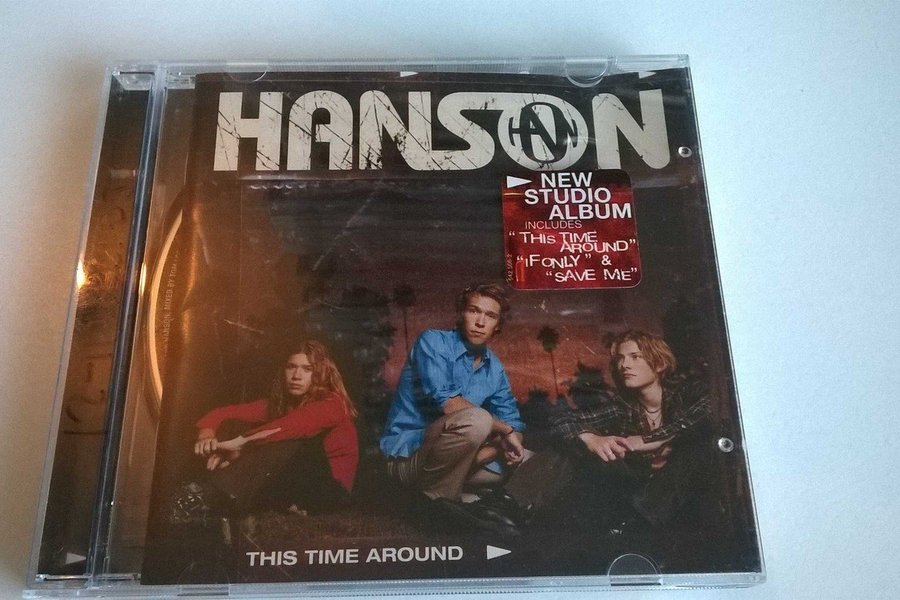 HANSON
NEW
STUDIO
ALBUM
INCLUDES
"THIS TIME
AROUND"
"IF ONLY" &
"SAVE ME"
THIS TIME AROUND